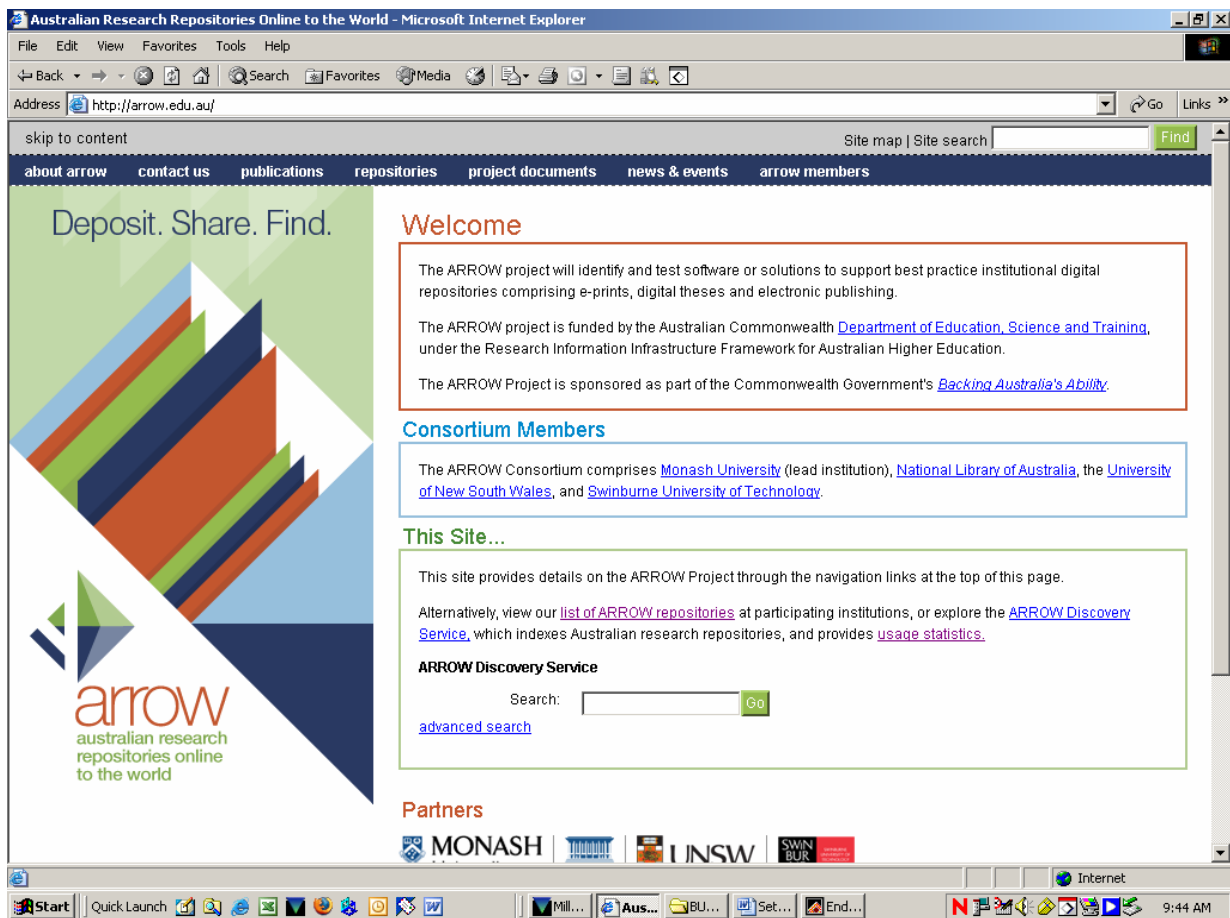 Australian Research Repositories Online to the World - Microsoft Internet Explorer
File Edit View Favorites Tools Help
Back Search Favorites Media
Address http://arrow.edu.au/ Go Links »
skip to content Site map | Site search Find
about arrow contact us publications repositories project documents news & events arrow members
Deposit. Share. Find.
Welcome
The ARROW project will identify and test software or solutions to support best practice institutional digital
repositories comprising e-prints, digital theses and electronic publishing.
The ARROW project is funded by the Australian Commonwealth Department of Education, Science and Training,
under the Research Information Infrastructure Framework for Australian Higher Education.
The ARROW Project is sponsored as part of the Commonwealth Government's Backing Australia's Ability.
Consortium Members
The ARROW Consortium comprises Monash University (lead institution), National Library of Australia, the University
of New South Wales, and Swinburne University of Technology.
This Site...
This site provides details on the ARROW Project through the navigation links at the top of this page.
Alternatively, view our list of ARROW repositories at participating institutions, or explore the ARROW Discovery
Service, which indexes Australian research repositories, and provides usage statistics.
ARROW Discovery Service
Search: Go
advanced search
arrow
australian research
repositories online
to the world
Partners
MONASH UNSW SWIN
BUR
Internet
Start Quick Launch Mill... Aus... BU... Set... End... 9:44 AM